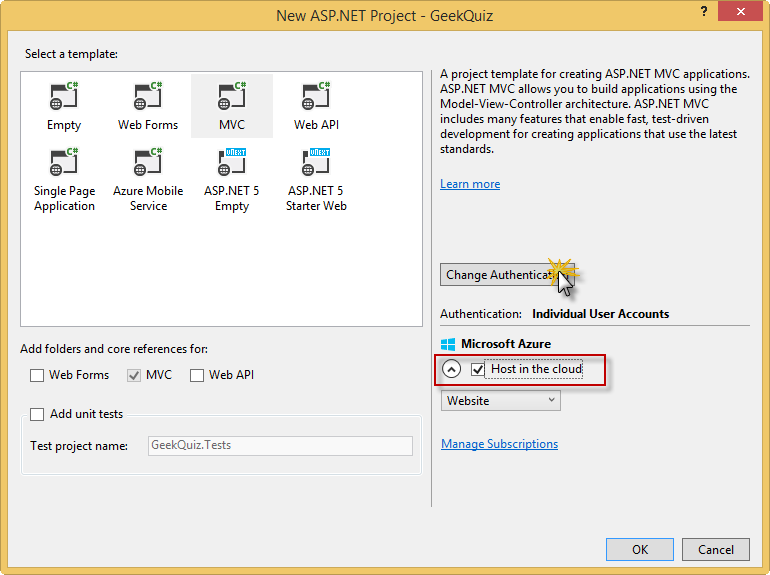 New ASP.NET Project - GeekQuiz
?
Select a template:
C#
C#
C#
C#
Empty
Web Forms
MVC
Web API
C#
C#
vNEXT
vNEXT
Single Page
Application
Azure Mobile
Service
ASP.NET 5
Empty
ASP.NET 5
Starter Web
Add folders and core references for:
Web Forms
MVC
Web API
Add unit tests
Test project name:
GeekQuiz.Tests
A project template for creating ASP.NET MVC applications.
ASP.NET MVC allows you to build applications using the
Model-View-Controller architecture. ASP.NET MVC
includes many features that enable fast, test-driven
development for creating applications that use the latest
standards.
Learn more
Change Authenticati
Authentication: Individual User Accounts
Microsoft Azure
Host in the cloud
Website
Manage Subscriptions
OK
Cancel